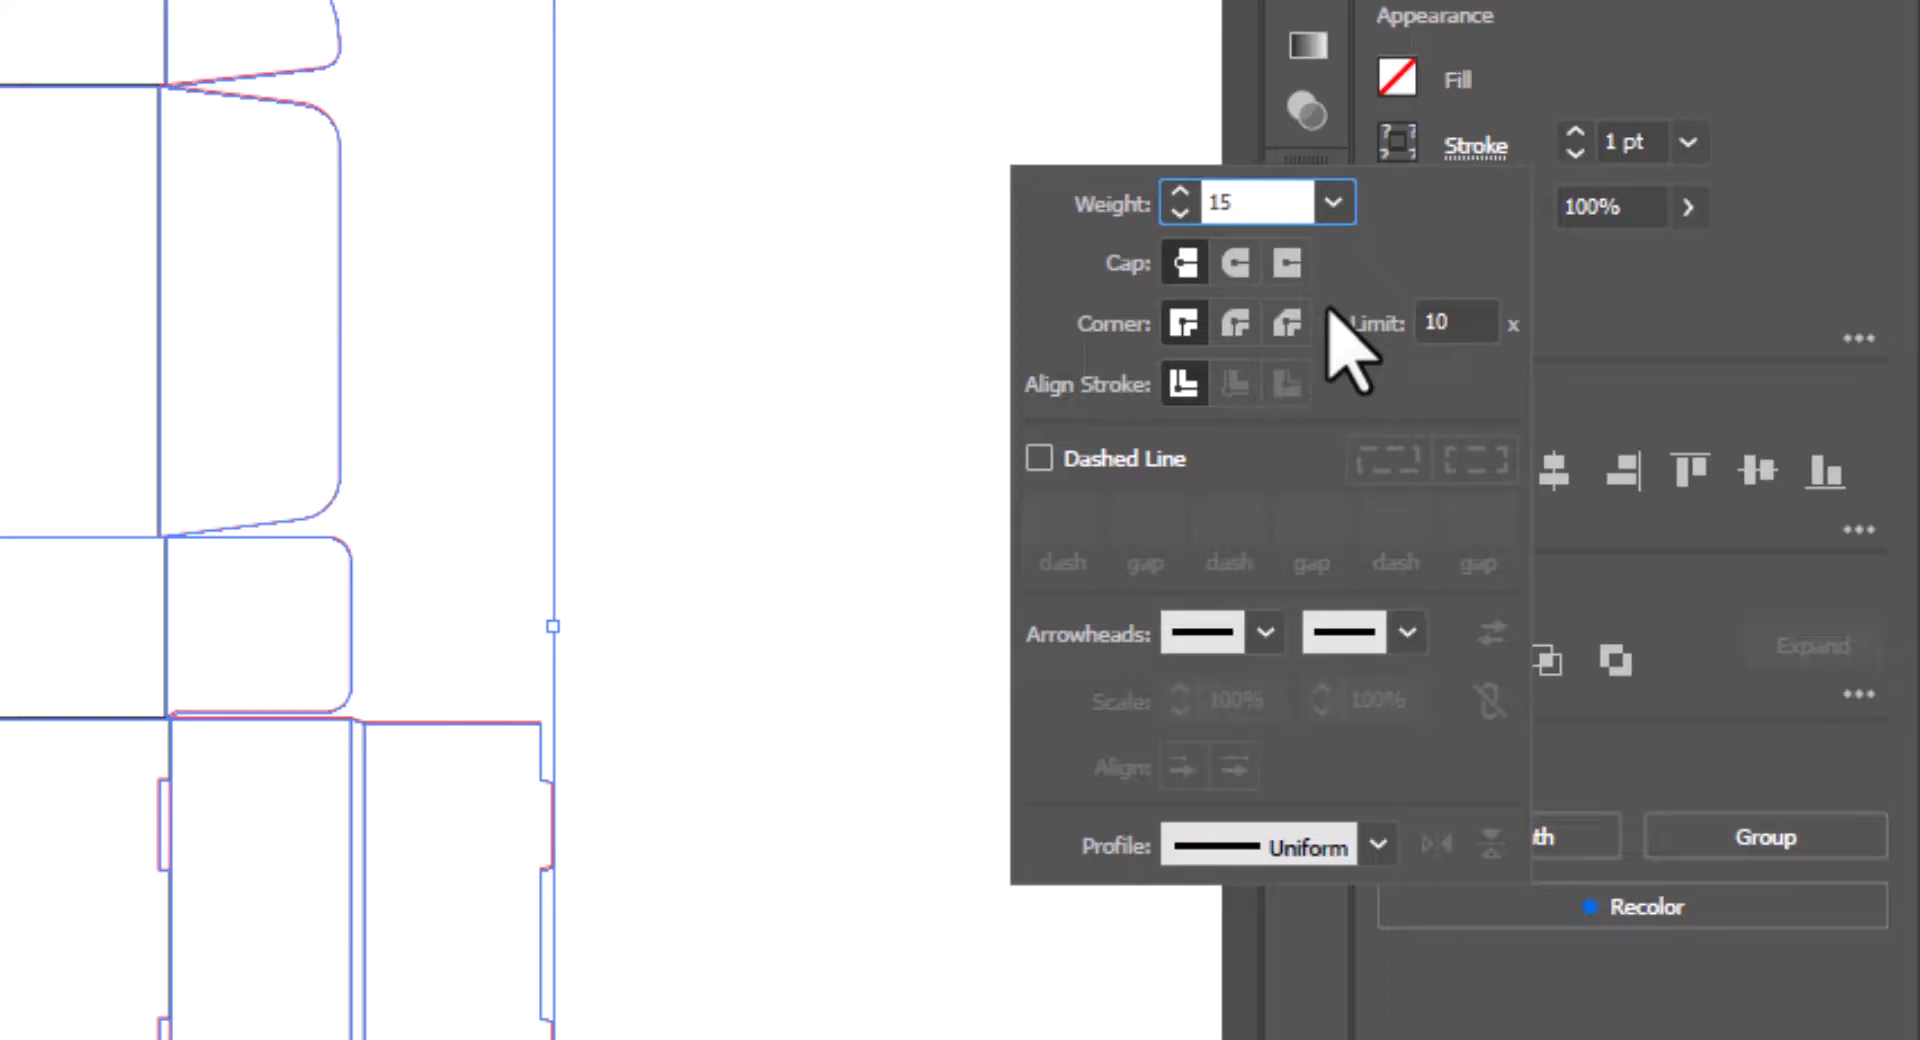 Appearance
Fill
Stroke
1 pt
Weight:
15
100%
Cap:
Corner:
Limit:
10
x
Align Stroke:
Dashed Line
dash
gap
dash
gap
dash
gap
Arrowheads:
Expand
Scale:
100%
100%
Align:
Profile:
Uniform
th
Group
Recolor